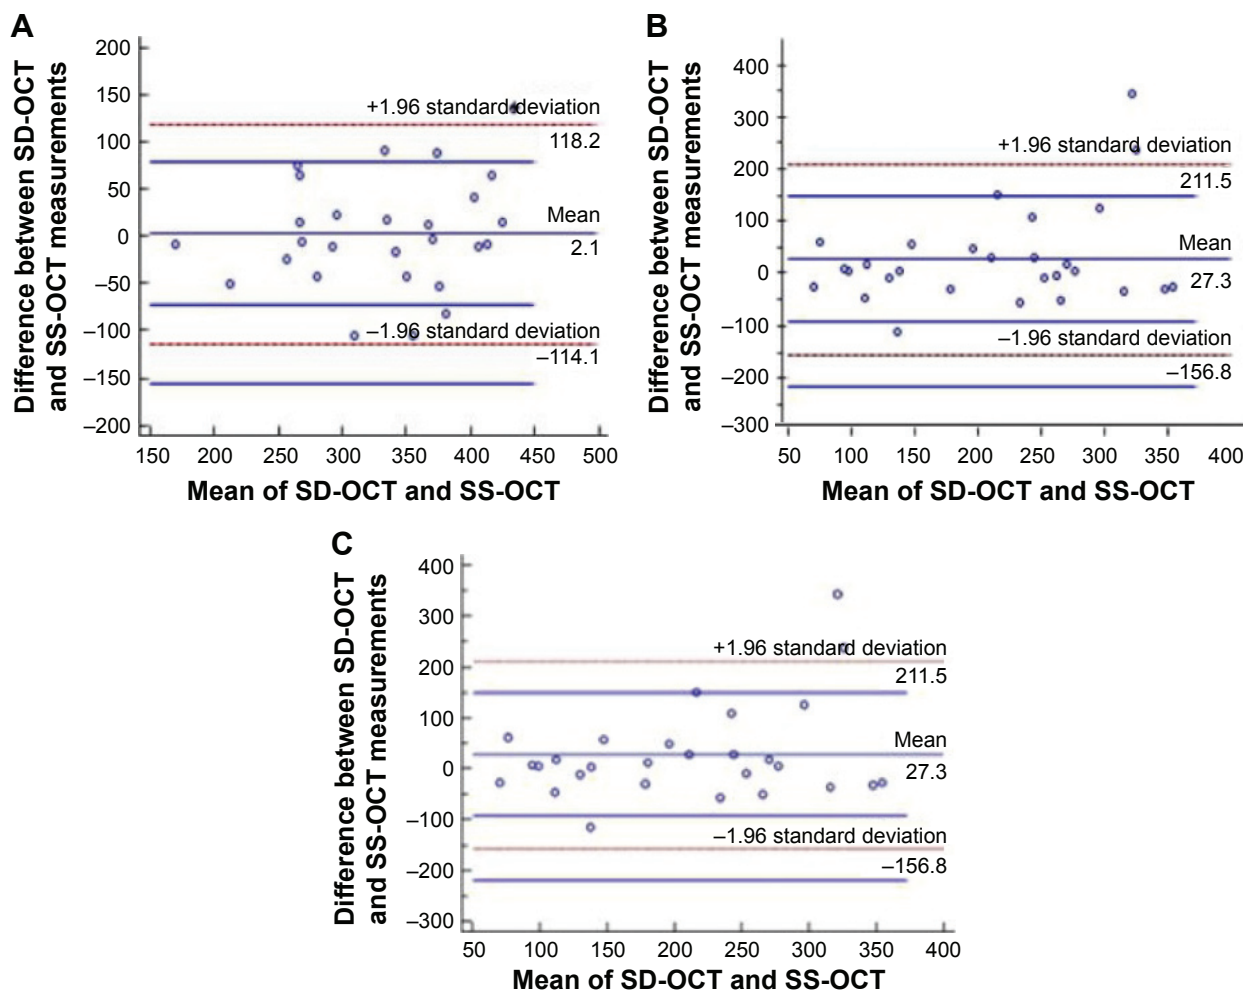 A
Difference between SD-OCT
and SS-OCT measurements
200
150
100
50
0
–50
–100
–150
–200
+1.96 standard deviation
118.2
Mean
2.1
–1.96 standard deviation
–114.1
150 200 250 300 350 400 450 500
Mean of SD-OCT and SS-OCT
B
Difference between SD-OCT
and SS-OCT measurements
400
300
200
100
0
–100
–200
–300
+1.96 standard deviation
211.5
Mean
27.3
–1.96 standard deviation
–156.8
50 100 150 200 250 300 350 400
Mean of SD-OCT and SS-OCT
C
Difference between SD-OCT
and SS-OCT measurements
400
300
200
100
0
–100
–200
–300
+1.96 standard deviation
211.5
Mean
27.3
–1.96 standard deviation
–156.8
50 100 150 200 250 300 350 400
Mean of SD-OCT and SS-OCT